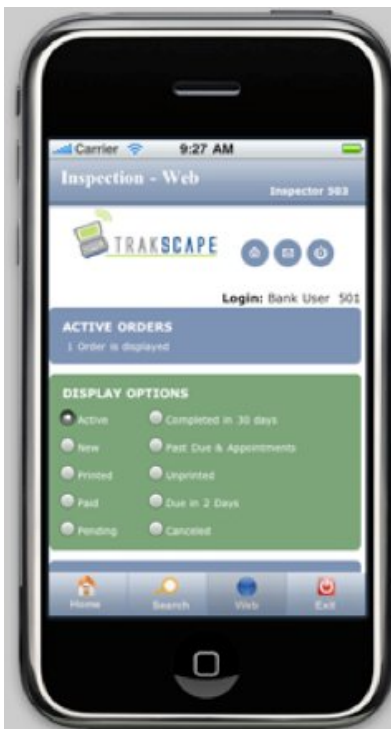 Carrier 9:27 AM
Inspection - Web
Inspector 503
TRAKSCAPE
Login: Bank User 501
ACTIVE ORDERS
1 Order is displayed
DISPLAY OPTIONS
Active Completed in 30 days
New Past Due & Appointments
Printed Unprinted
Paid Due in 2 Days
Pending Canceled
Home Search Web Exit